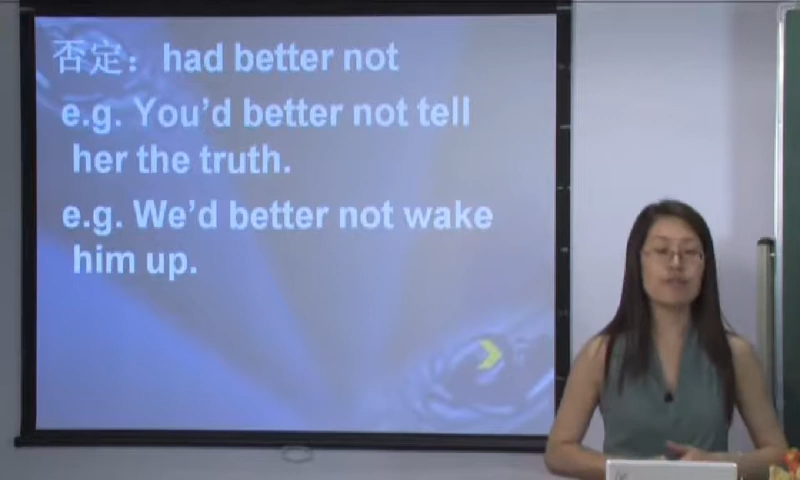 否定：had better not
e.g. You'd better not tell
her the truth.
e.g. We'd better not wake
him up.